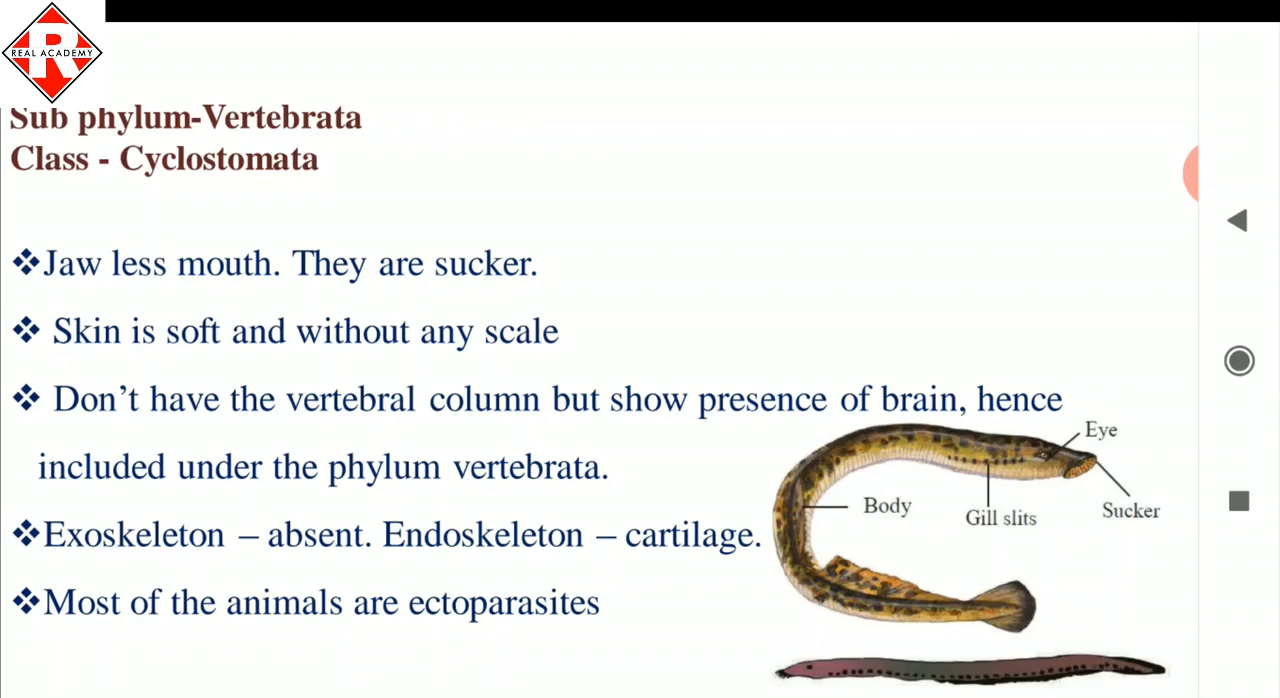 REAL ACADEMY
Sub phylum-Vertebrata
Class - Cyclostomata
❖Jaw less mouth. They are sucker.
❖ Skin is soft and without any scale
❖ Don’t have the vertebral column but show presence of brain, hence
included under the phylum vertebrata.
❖Exoskeleton – absent. Endoskeleton – cartilage.
❖Most of the animals are ectoparasites
Eye
Body
Gill slits
Sucker